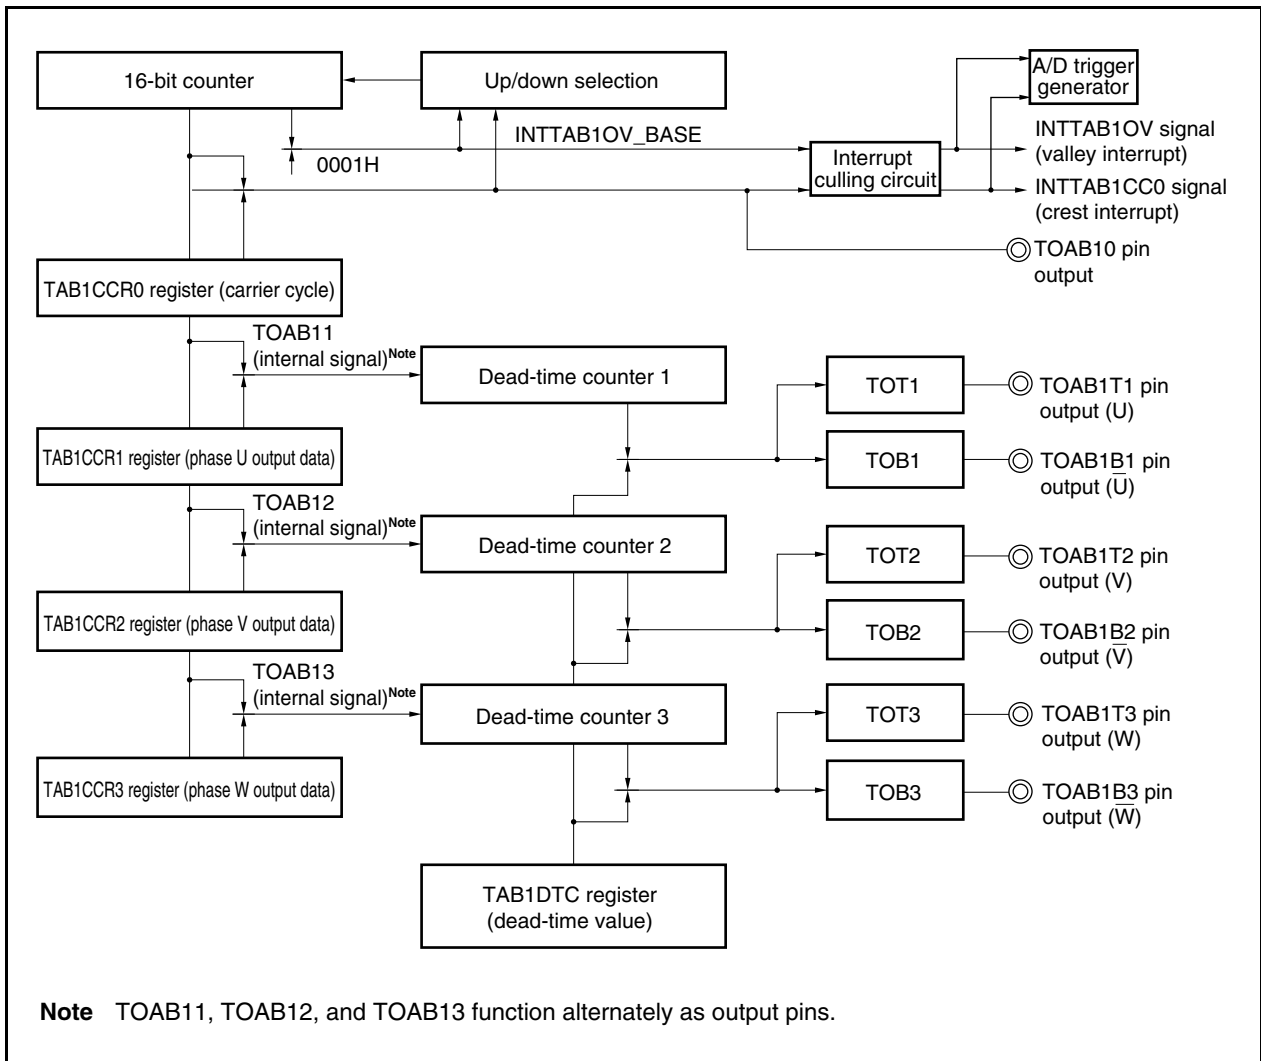 16-bit counter
Up/down selection
A/D trigger
generator
INTTAB1OV_BASE
0001H
Interrupt
culling circuit
INTTAB1OV signal
(valley interrupt)
INTTAB1CC0 signal
(crest interrupt)
TOAB10 pin
output
TAB1CCR0 register (carrier cycle)
TOAB11
(internal signal)Note
Dead-time counter 1
TOT1
TOAB1T1 pin
output (U)
TAB1CCR1 register (phase U output data)
TOB1
TOAB1B1 pin
output (U̅)
TOAB12
(internal signal)Note
Dead-time counter 2
TOT2
TOAB1T2 pin
output (V)
TAB1CCR2 register (phase V output data)
TOB2
TOAB1B2 pin
output (V̅)
TOAB13
(internal signal)Note
Dead-time counter 3
TOT3
TOAB1T3 pin
output (W)
TAB1CCR3 register (phase W output data)
TOB3
TOAB1B3 pin
output (W̅)
TAB1DTC register
(dead-time value)
Note TOAB11, TOAB12, and TOAB13 function alternately as output pins.